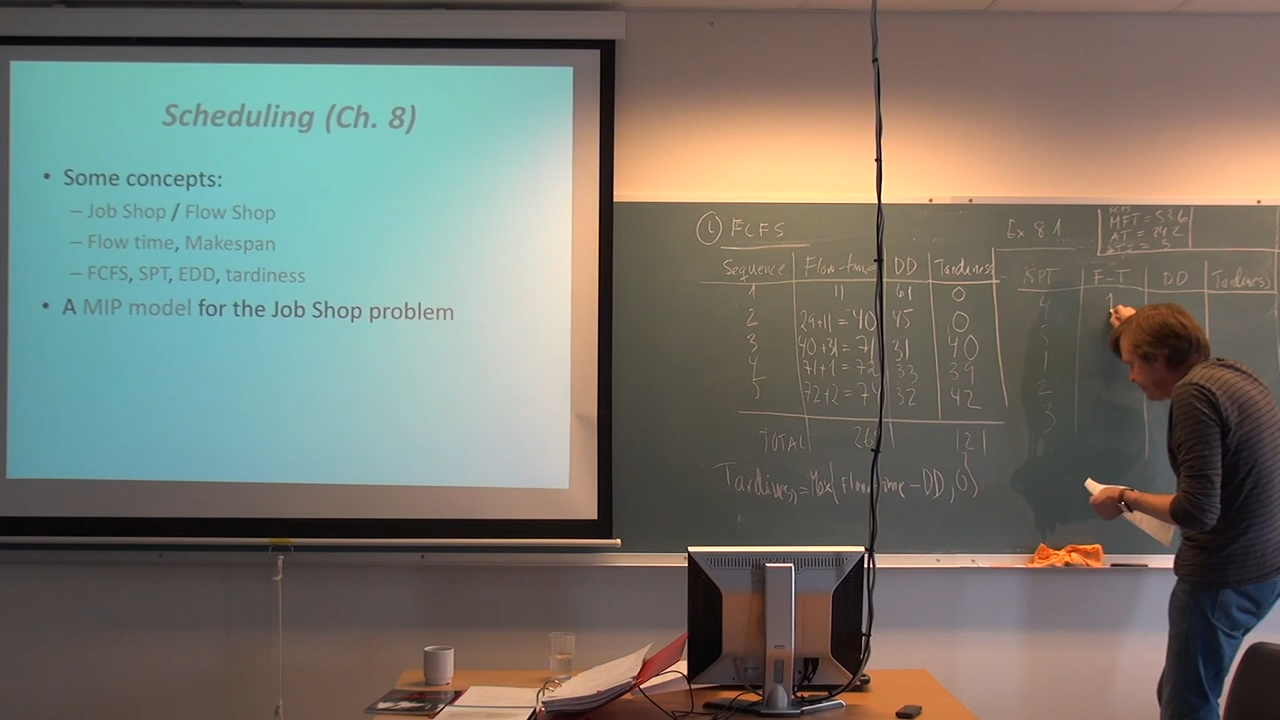 Scheduling (Ch. 8)
• Some concepts:
– Job Shop / Flow Shop
– Flow time, Makespan
– FCFS, SPT, EDD, tardiness
• A MIP model for the Job Shop problem
① FCFS
Sequence Flow-time DD Tardiness
1 11 61 0
2 29+11=40 45 0
3 40+31=71 31 40
4 71+1=72 33 39
5 72+2=74 32 42
TOTAL 121
Tardiness=Max(Flow-time-DD,0)
Ex 8.1
FCFS
MFT = 53.6
AT = 24.2
= 3
SPT F-T DD Tardiness
4 1
5
1
2
3